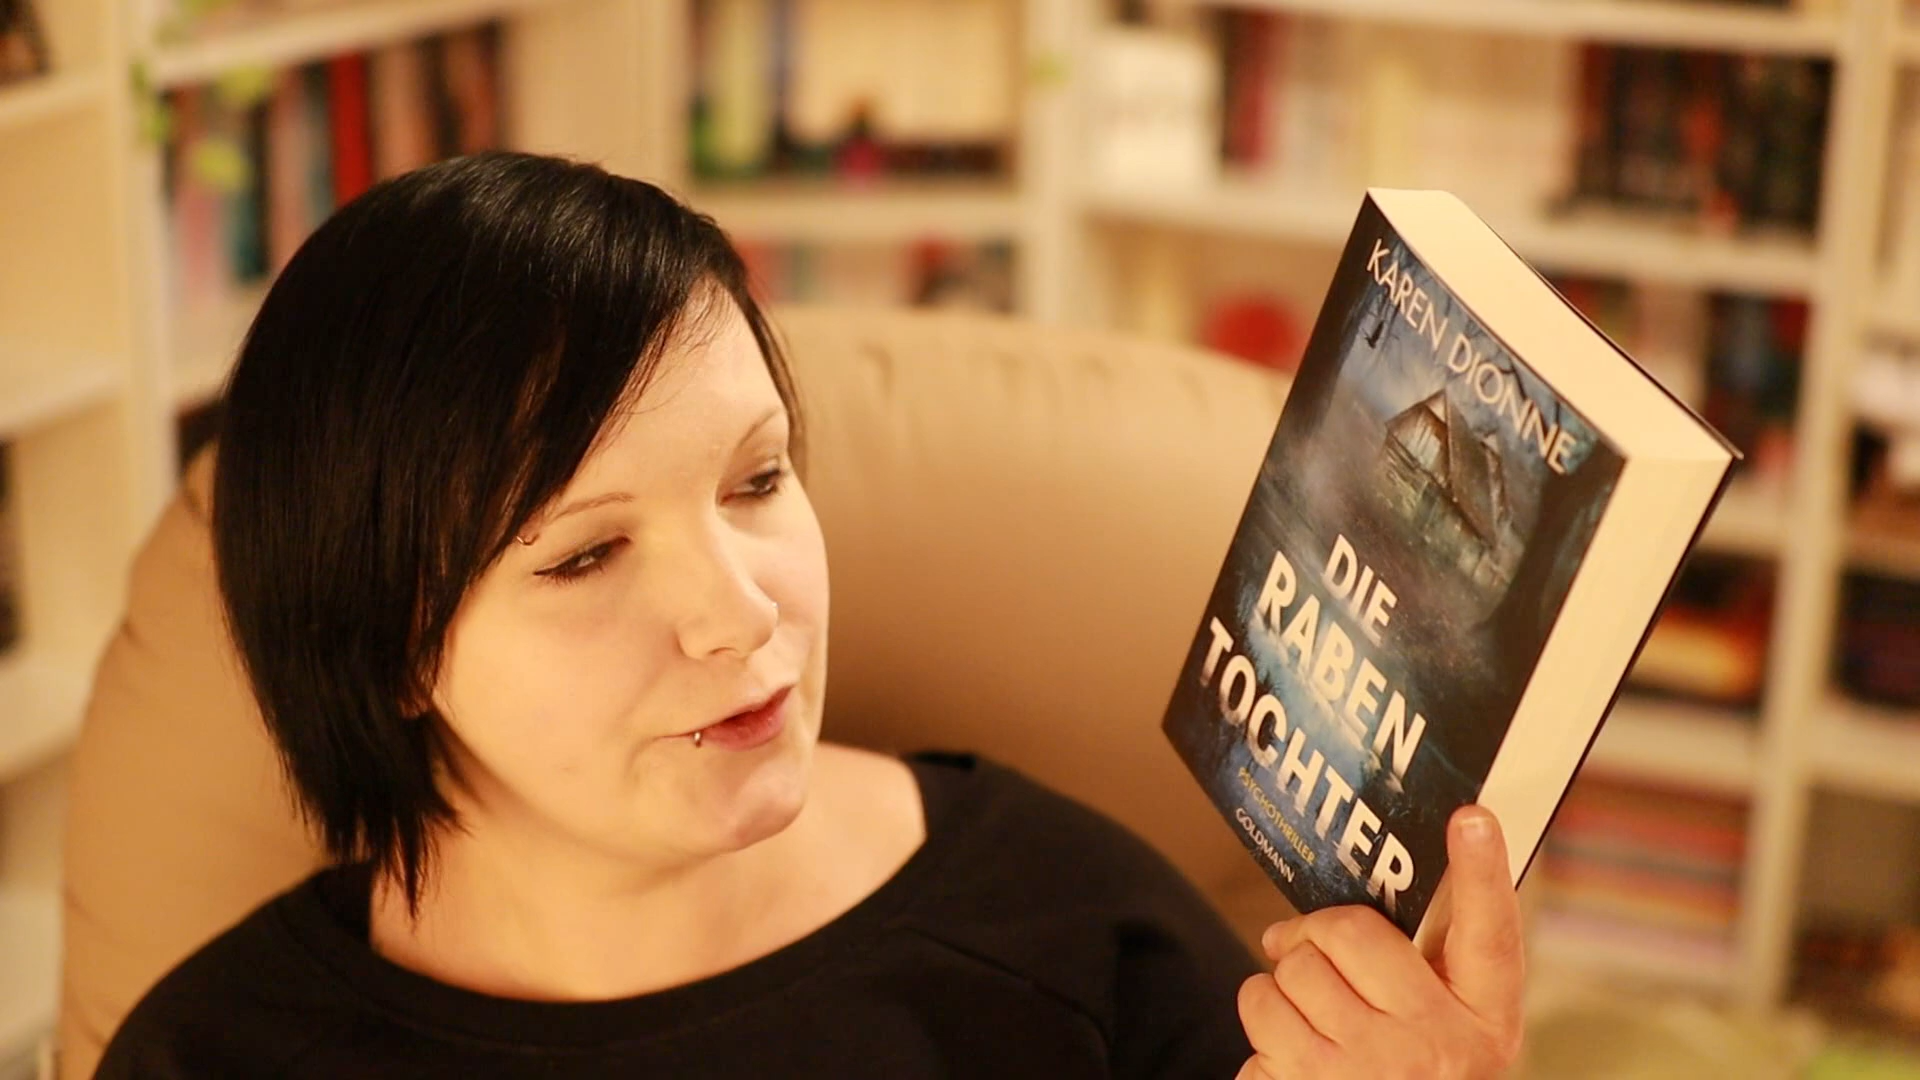 KAREN DIONNE
DIE
RABEN
TOCHTER
PSYCHOTHRILLER
GOLDMANN